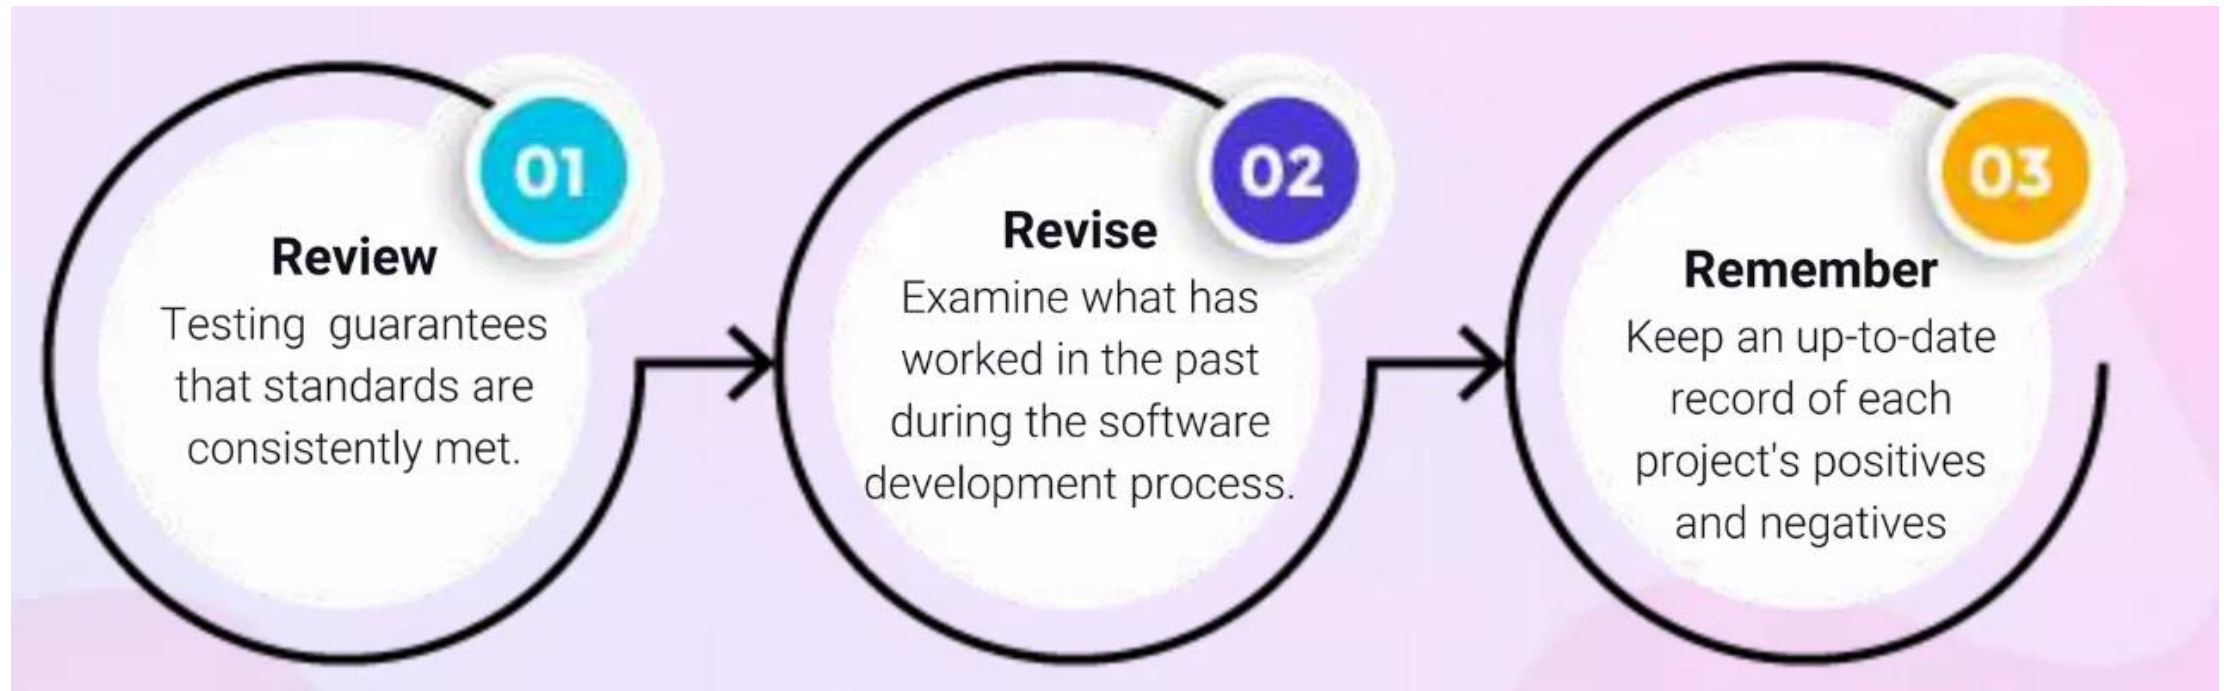 01
Review
Testing guarantees
that standards are
consistently met.
02
Revise
Examine what has
worked in the past
during the software
development process.
03
Remember
Keep an up-to-date
record of each
project's positives
and negatives